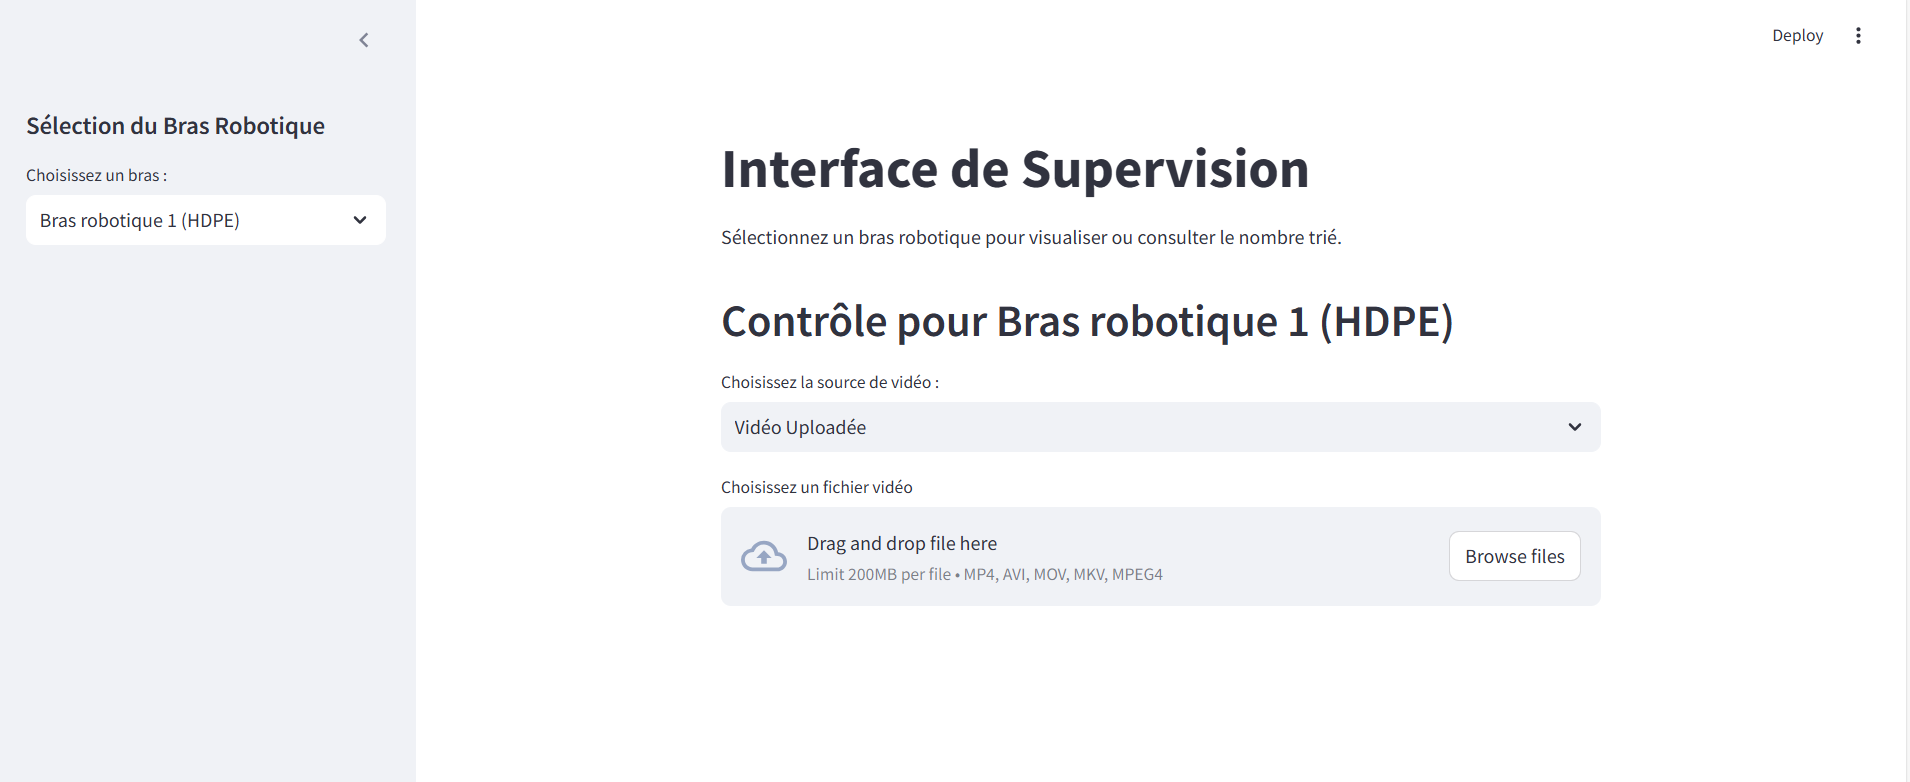 Deploy
Sélection du Bras Robotique
Choisissez un bras :
Bras robotique 1 (HDPE)
Interface de Supervision
Sélectionnez un bras robotique pour visualiser ou consulter le nombre trié.
Contrôle pour Bras robotique 1 (HDPE)
Choisissez la source de vidéo :
Vidéo Uploadée
Choisissez un fichier vidéo
Drag and drop file here
Limit 200MB per file • MP4, AVI, MOV, MKV, MPEG4
Browse files